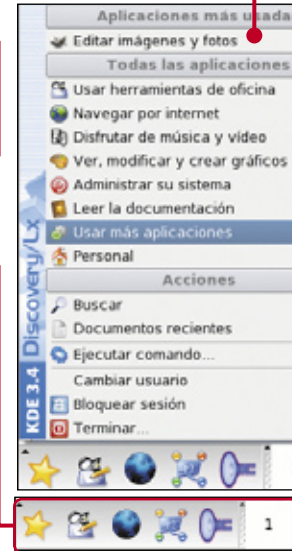 Aplicaciones más usada
Editar imágenes y fotos
Todas las aplicaciones
Usar herramientas de oficina
Navegar por internet
Disfrutar de música y vídeo
Ver, modificar y crear gráficos
Administrar su sistema
Leer la documentación
Usar más aplicaciones
Personal
Acciones
Buscar
Documentos recientes
Ejecutar comando...
Cambiar usuario
Bloquear sesión
Terminar...
KDE 3.4 Discovery/Lx
1